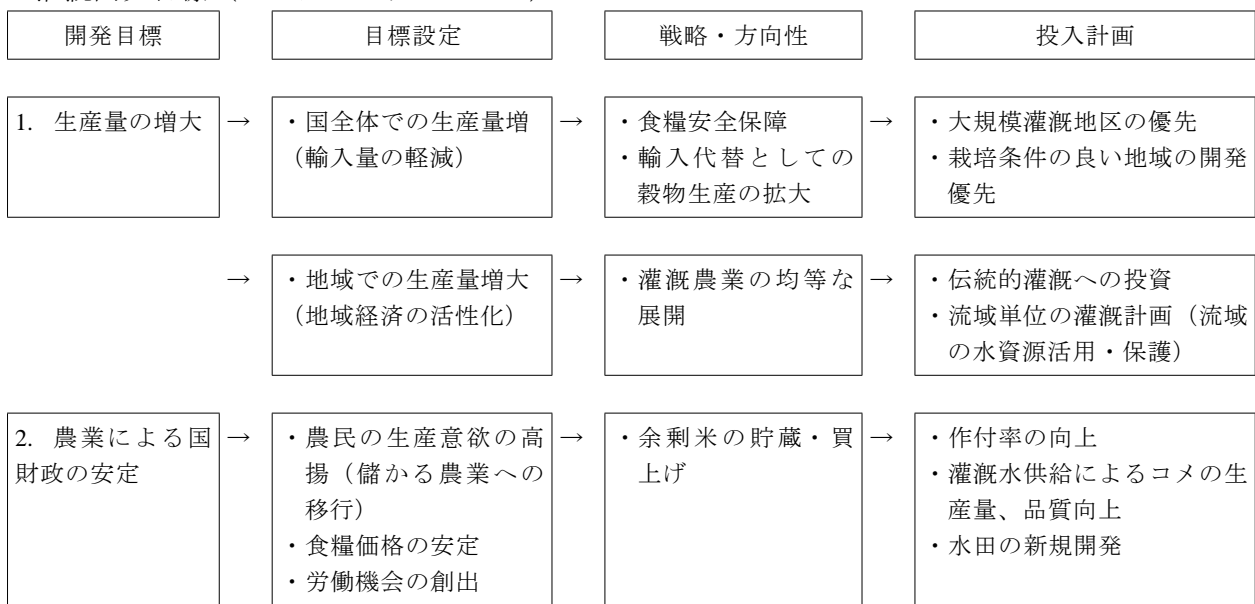 開発目標
目標設定
戦略・方向性
投入計画
1. 生産量の増大
→
・国全体での生産量増
(輸入量の軽減)
→
・食糧安全保障
・輸入代替としての
穀物生産の拡大
→
・大規模灌漑地区の優先
・栽培条件の良い地域の開発
優先
→
・地域での生産量増大
(地域経済の活性化)
→
・灌漑農業の均等な
展開
→
・伝統的灌漑への投資
・流域単位の灌漑計画(流域
の水資源活用・保護)
2. 農業による国
財政の安定
→
・農民の生産意欲の高
揚(儲かる農業への
移行)
・食糧価格の安定
・労働機会の創出
→
・余剰米の貯蔵・買
上げ
→
・作付率の向上
・灌漑水供給によるコメの生
産量、品質向上
・水田の新規開発